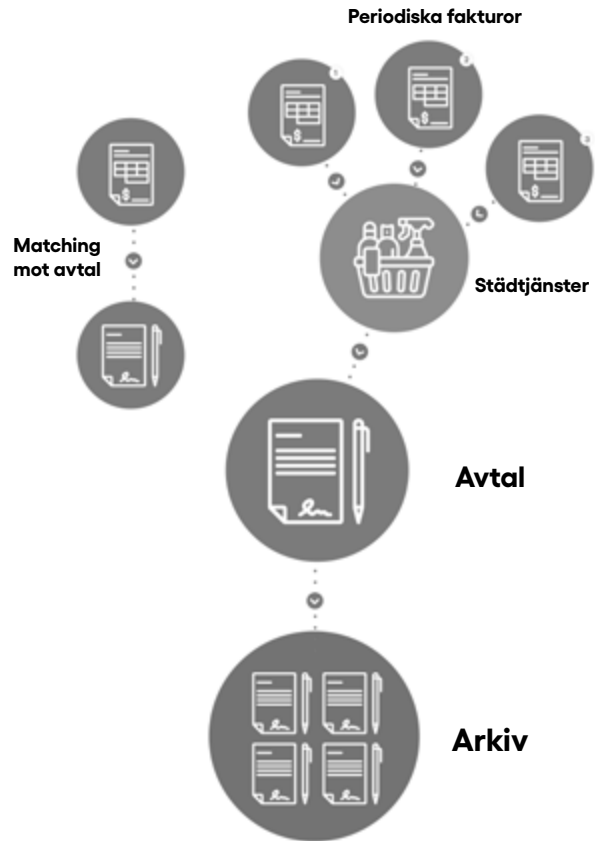 Periodiska fakturor
Matching
mot avtal
Städtjänster
Avtal
Arkiv